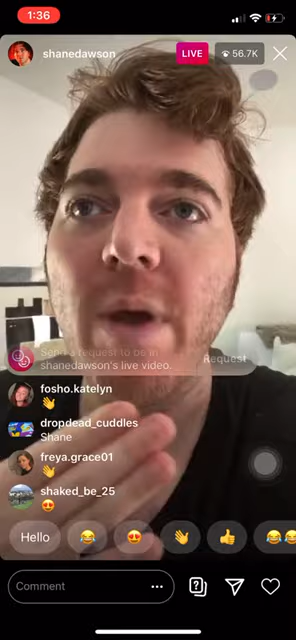 1:36
shanedawson
LIVE
56.7K
Send a request to be in
shanedawson's live video.
Request
fosho.katelyn
👋
dropdead_cuddles
Shane
freya.grace01
👋
shaked_be_25
😍
Hello 😂 😍 👋 👍 😂😂
Comment